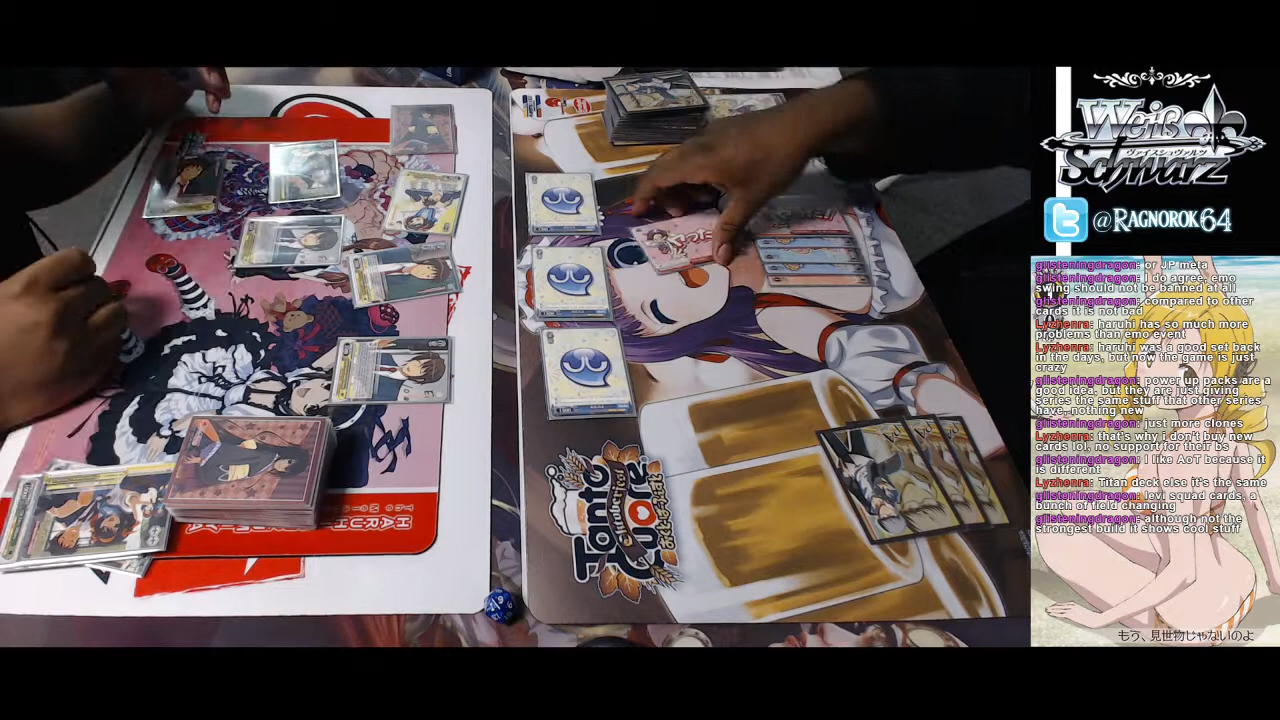 Weiß
ヴァイスシュヴァルツ
Schwarz
@Ragnorok64
glisteningdragon: or JP meta
glisteningdragon: I do agree, emo
swing should not be banned at all
glisteningdragon: compared to other
cards it is not bad
Lyzhenra: haruhi has so much more
problems than emo event
Lyzhenra: haruhi was a good set back
in the days, but now the game is just
crazy
glisteningdragon: power up packs are a
good idea, but they are just giving
series the same stuff that other series
have, nothing new
glisteningdragon: just more clones
Lyzhenra: that's why i don't buy new
cards lol, no support for their bs
glisteningdragon: I like AoT because it
is different
Lyzhenra: Titan deck else it's the same
glisteningdragon: levi squad cards, a
bunch of field changing
glisteningdragon: although not the
strongest build it shows cool stuff
もう、見世物じゃないのよ
Tanto
Cuore
Oktoberfest
HARUHI